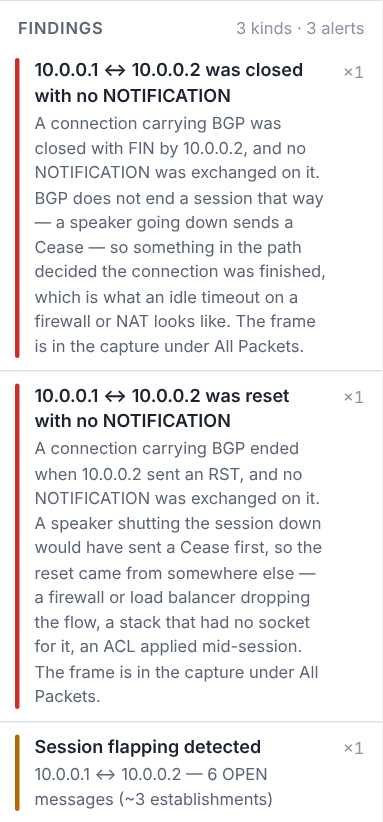 FINDINGS 3 kinds · 3 alerts
10.0.0.1 ↔ 10.0.0.2 was closed ×1
with no NOTIFICATION
A connection carrying BGP was
closed with FIN by 10.0.0.2, and no
NOTIFICATION was exchanged on it.
BGP does not end a session that way
— a speaker going down sends a
Cease — so something in the path
decided the connection was finished,
which is what an idle timeout on a
firewall or NAT looks like. The frame
is in the capture under All Packets.
10.0.0.1 ↔ 10.0.0.2 was reset ×1
with no NOTIFICATION
A connection carrying BGP ended
when 10.0.0.2 sent an RST, and no
NOTIFICATION was exchanged on it.
A speaker shutting the session down
would have sent a Cease first, so the
reset came from somewhere else —
a firewall or load balancer dropping
the flow, a stack that had no socket
for it, an ACL applied mid-session.
The frame is in the capture under All
Packets.
Session flapping detected ×1
10.0.0.1 ↔ 10.0.0.2 — 6 OPEN
messages (~3 establishments)